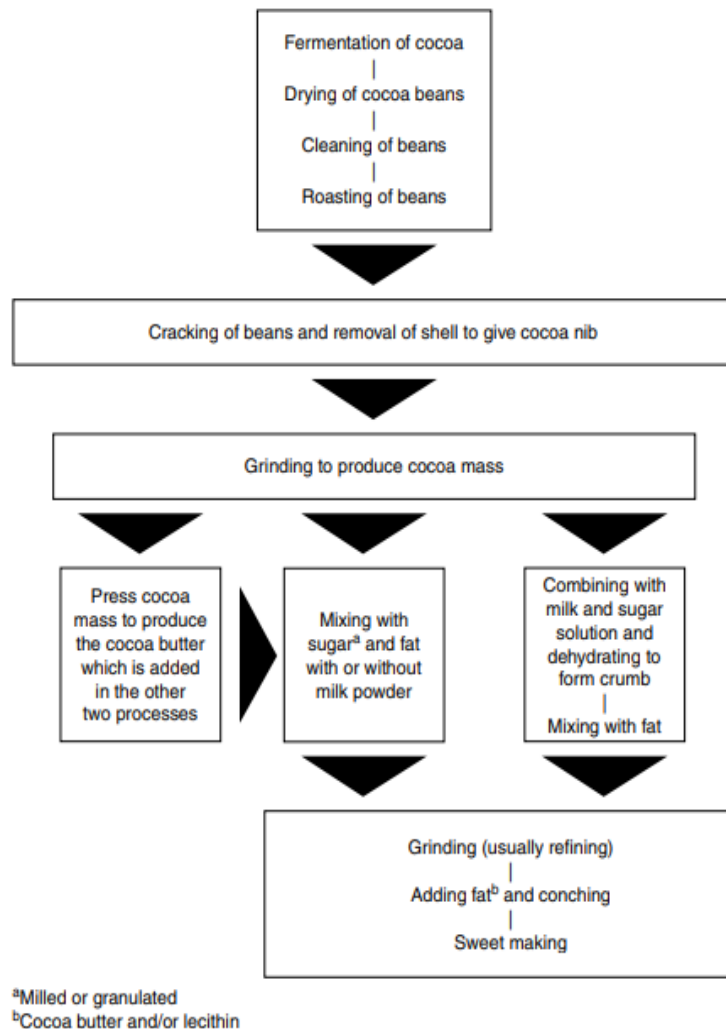 Fermentation of cocoa
|
Drying of cocoa beans
|
Cleaning of beans
|
Roasting of beans
Cracking of beans and removal of shell to give cocoa nib
Grinding to produce cocoa mass
Press cocoa
mass to produce
the cocoa butter
which is added
in the other
two processes
Mixing with
sugarᵃ and fat
with or without
milk powder
Combining with
milk and sugar
solution and
dehydrating to
form crumb
|
Mixing with fat
Grinding (usually refining)
|
Adding fatᵇ and conching
|
Sweet making
ᵃMilled or granulated
ᵇCocoa butter and/or lecithin